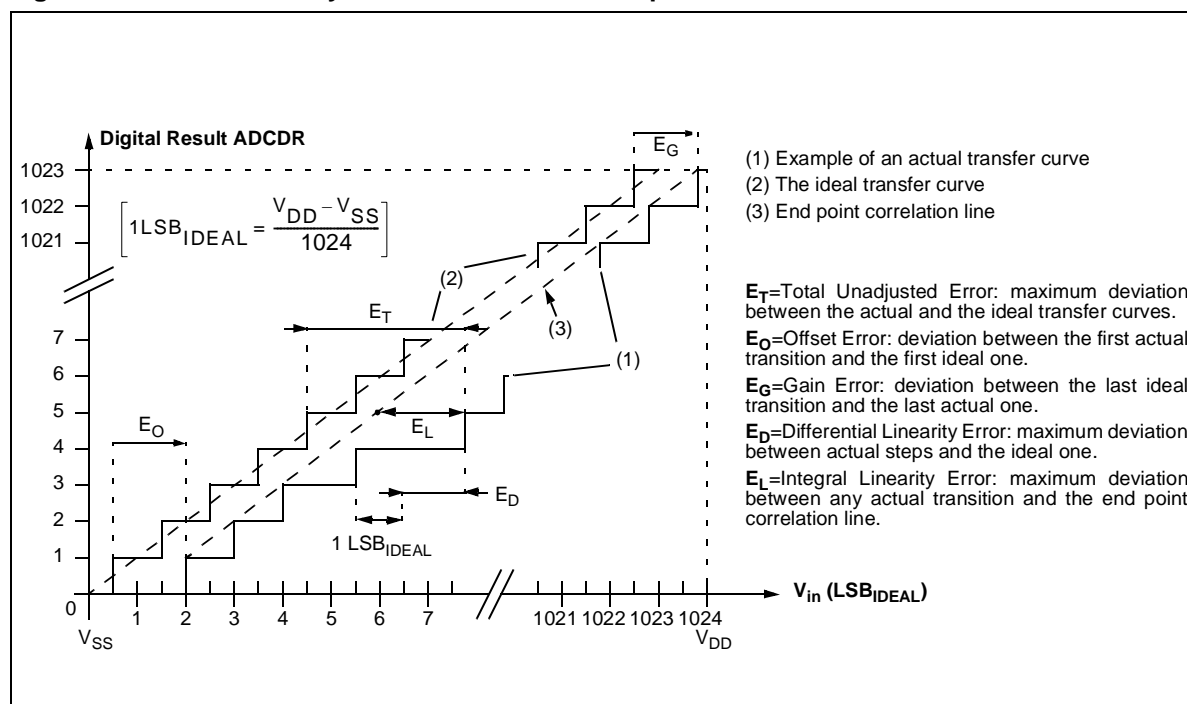 Digital Result ADCDR
1023
1022
1021
7
6
5
4
3
2
1
0
1LSB_IDEAL = (V_DD – V_SS) / 1024
E_G
(2)
(3)
(1)
E_T
E_O
E_L
E_D
1 LSB_IDEAL
1 2 3 4 5 6 7 1021 1022 1023 1024
V_SS
V_DD
V_in (LSB_IDEAL)
(1) Example of an actual transfer curve
(2) The ideal transfer curve
(3) End point correlation line
E_T=Total Unadjusted Error: maximum deviation
between the actual and the ideal transfer curves.
E_O=Offset Error: deviation between the first actual
transition and the first ideal one.
E_G=Gain Error: deviation between the last ideal
transition and the last actual one.
E_D=Differential Linearity Error: maximum deviation
between actual steps and the ideal one.
E_L=Integral Linearity Error: maximum deviation
between any actual transition and the end point
correlation line.